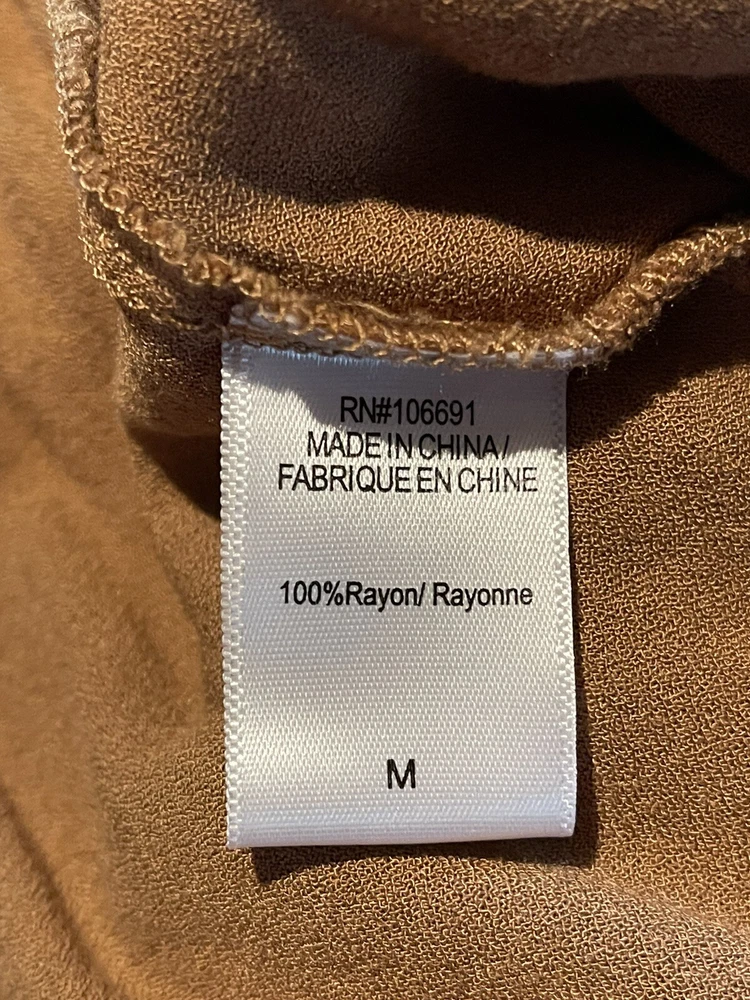 RN#106691
MADE IN CHINA/
FABRIQUE EN CHINE
100%Rayon/ Rayonne
M